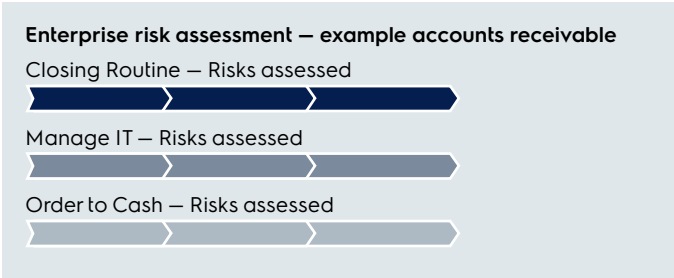 Enterprise risk assessment – example accounts receivable
Closing Routine – Risks assessed
Manage IT – Risks assessed
Order to Cash – Risks assessed